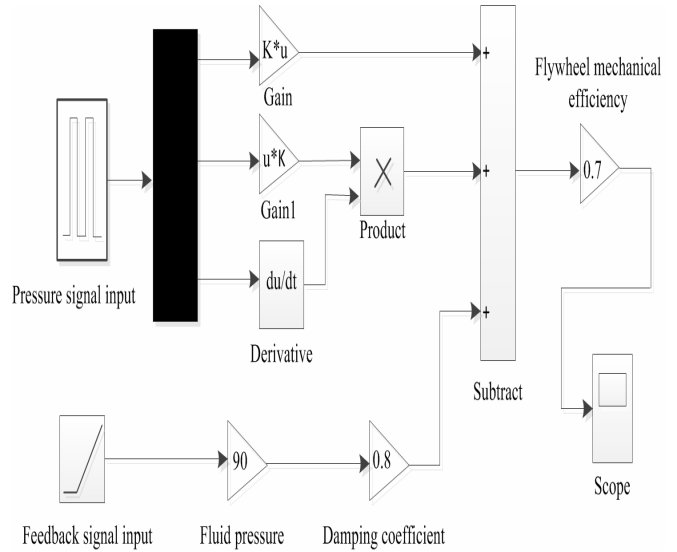 K*u
Gain
Flywheel mechanical
efficiency
+
u*K
Gain1
×
Product
+
0.7
Pressure signal input
du/dt
Derivative
+
Subtract
Scope
90
0.8
Feedback signal input
Fluid pressure
Damping coefficient